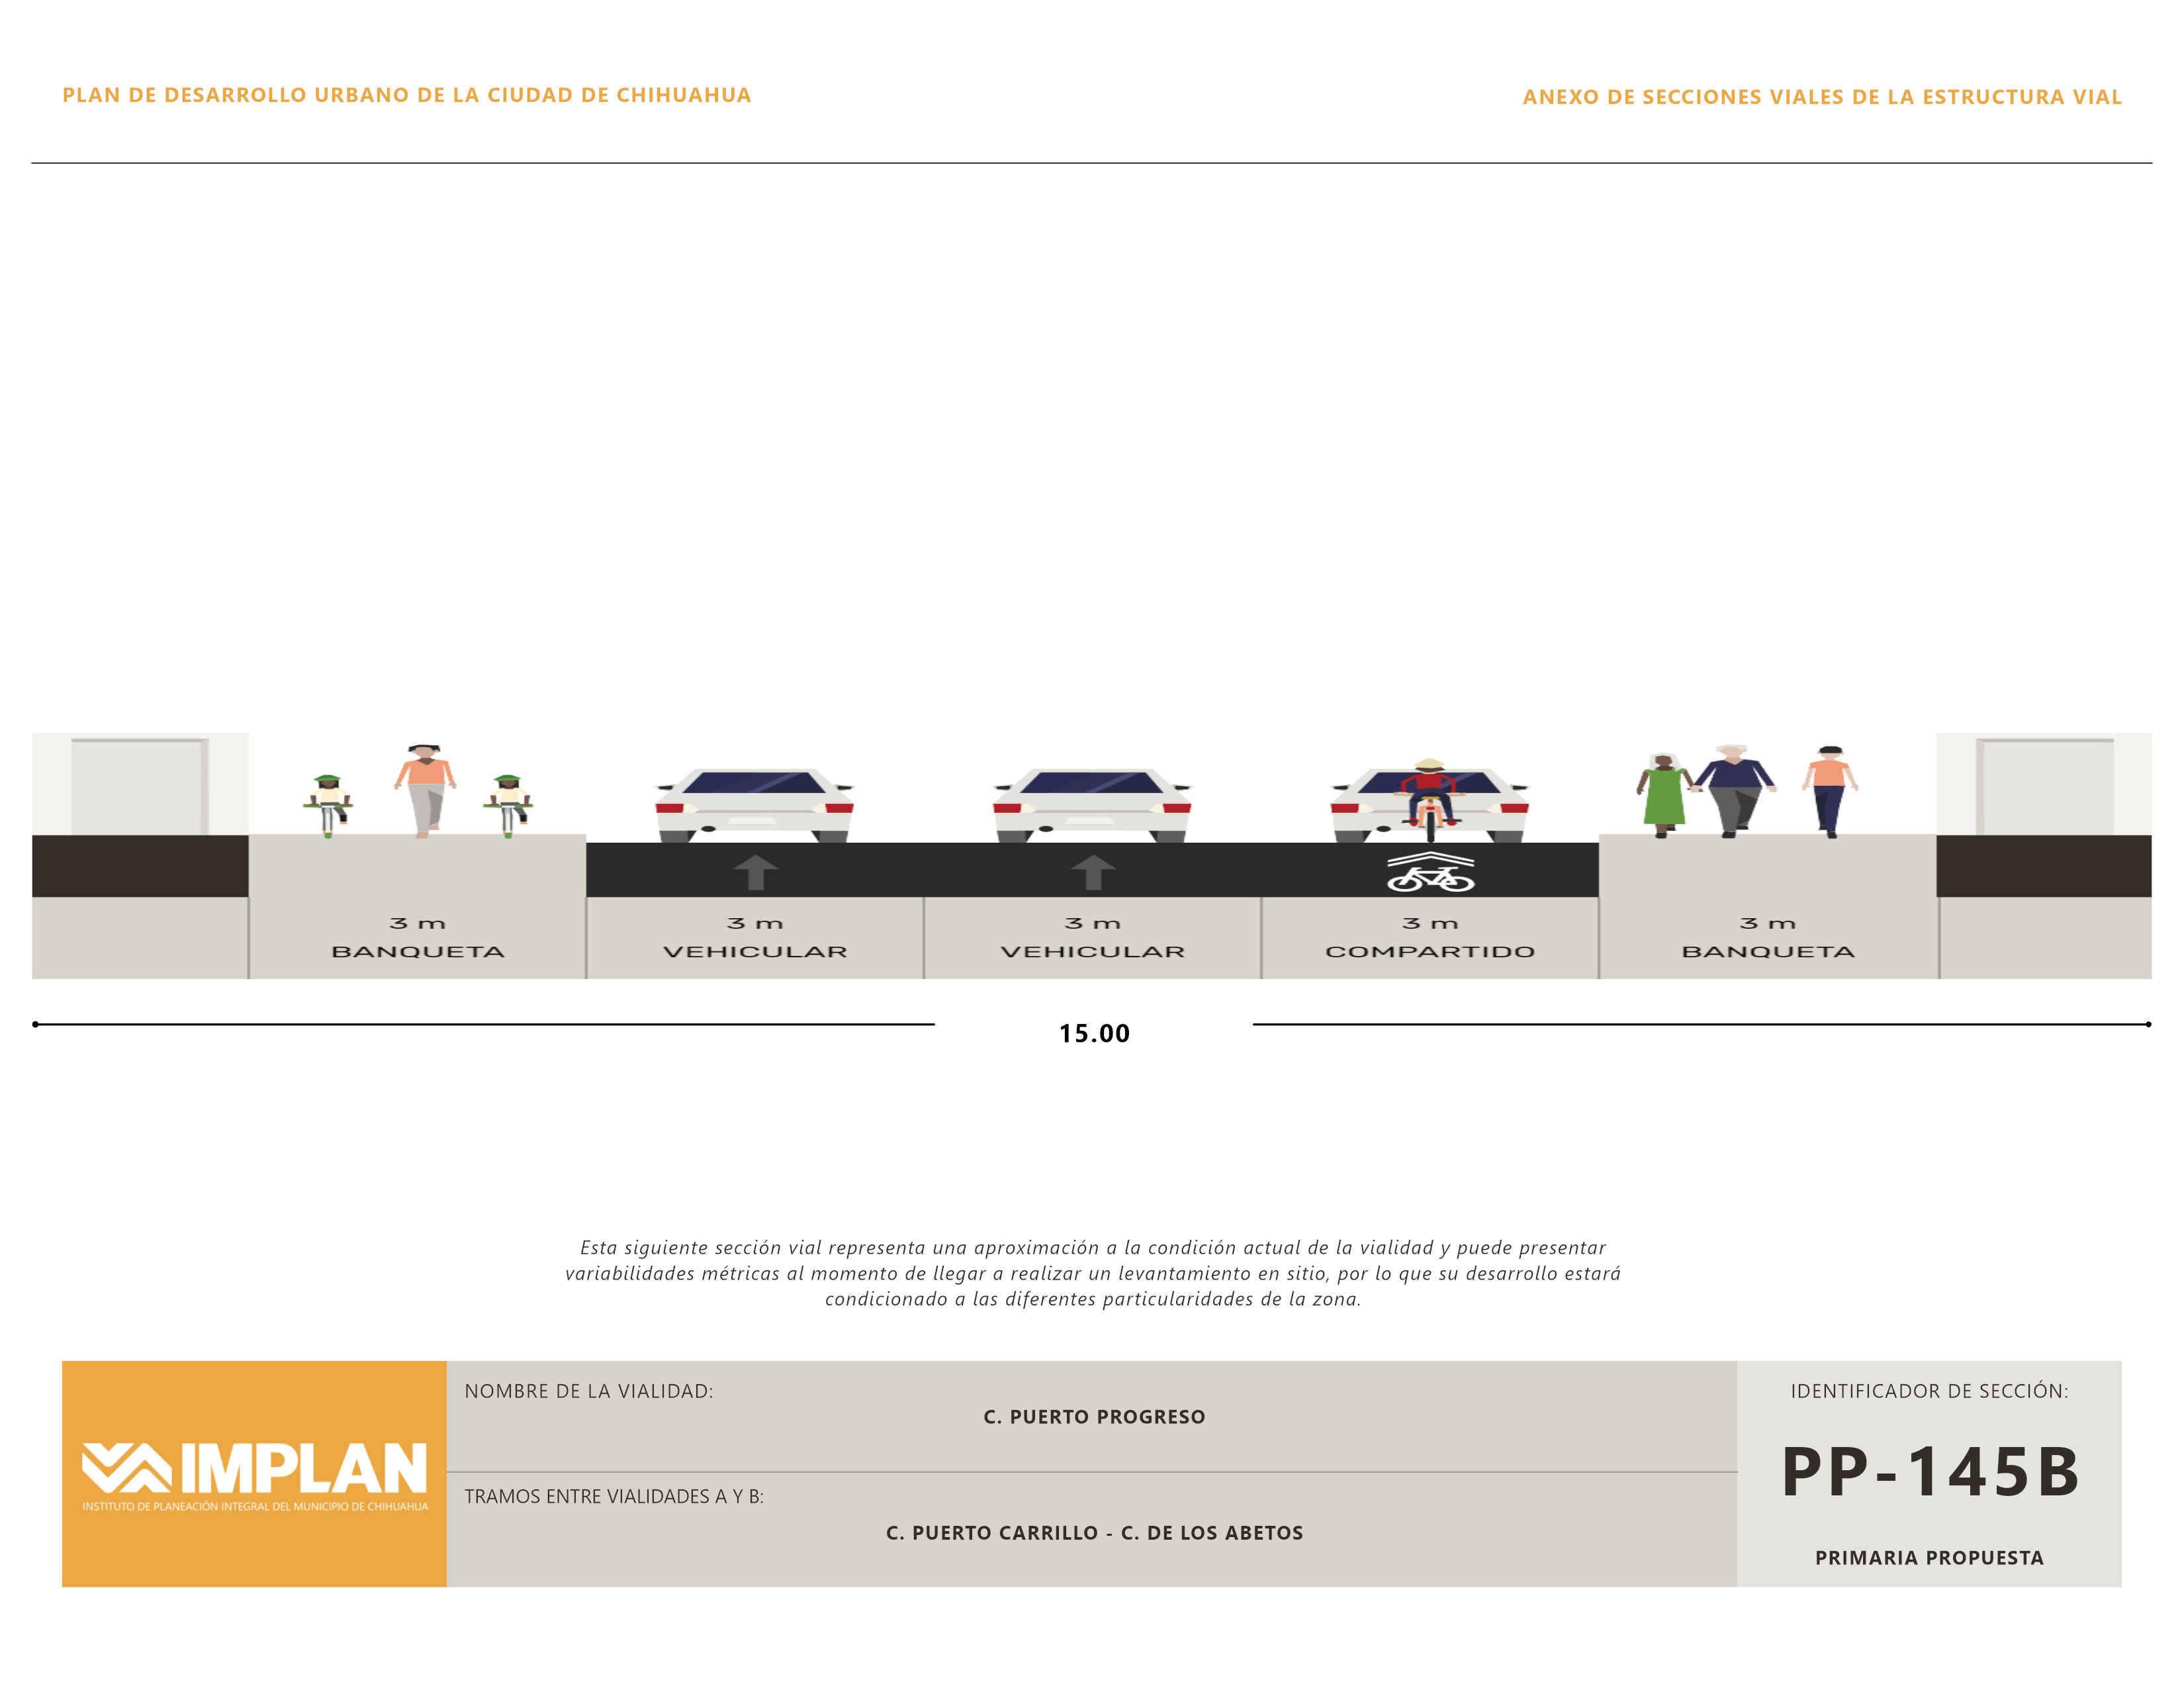 PLAN DE DESARROLLO URBANO DE LA CIUDAD DE CHIHUAHUA
ANEXO DE SECCIONES VIALES DE LA ESTRUCTURA VIAL
3 m
BANQUETA
3 m
VEHICULAR
3 m
VEHICULAR
3 m
COMPARTIDO
3 m
BANQUETA
15.00
Esta siguiente sección vial representa una aproximación a la condición actual de la vialidad y puede presentar
variabilidades métricas al momento de llegar a realizar un levantamiento en sitio, por lo que su desarrollo estará
condicionado a las diferentes particularidades de la zona.
IMPLAN
INSTITUTO DE PLANEACIÓN INTEGRAL DEL MUNICIPIO DE CHIHUAHUA
NOMBRE DE LA VIALIDAD:
C. PUERTO PROGRESO
TRAMOS ENTRE VIALIDADES A Y B:
C. PUERTO CARRILLO - C. DE LOS ABETOS
IDENTIFICADOR DE SECCIÓN:
PP-145B
PRIMARIA PROPUESTA